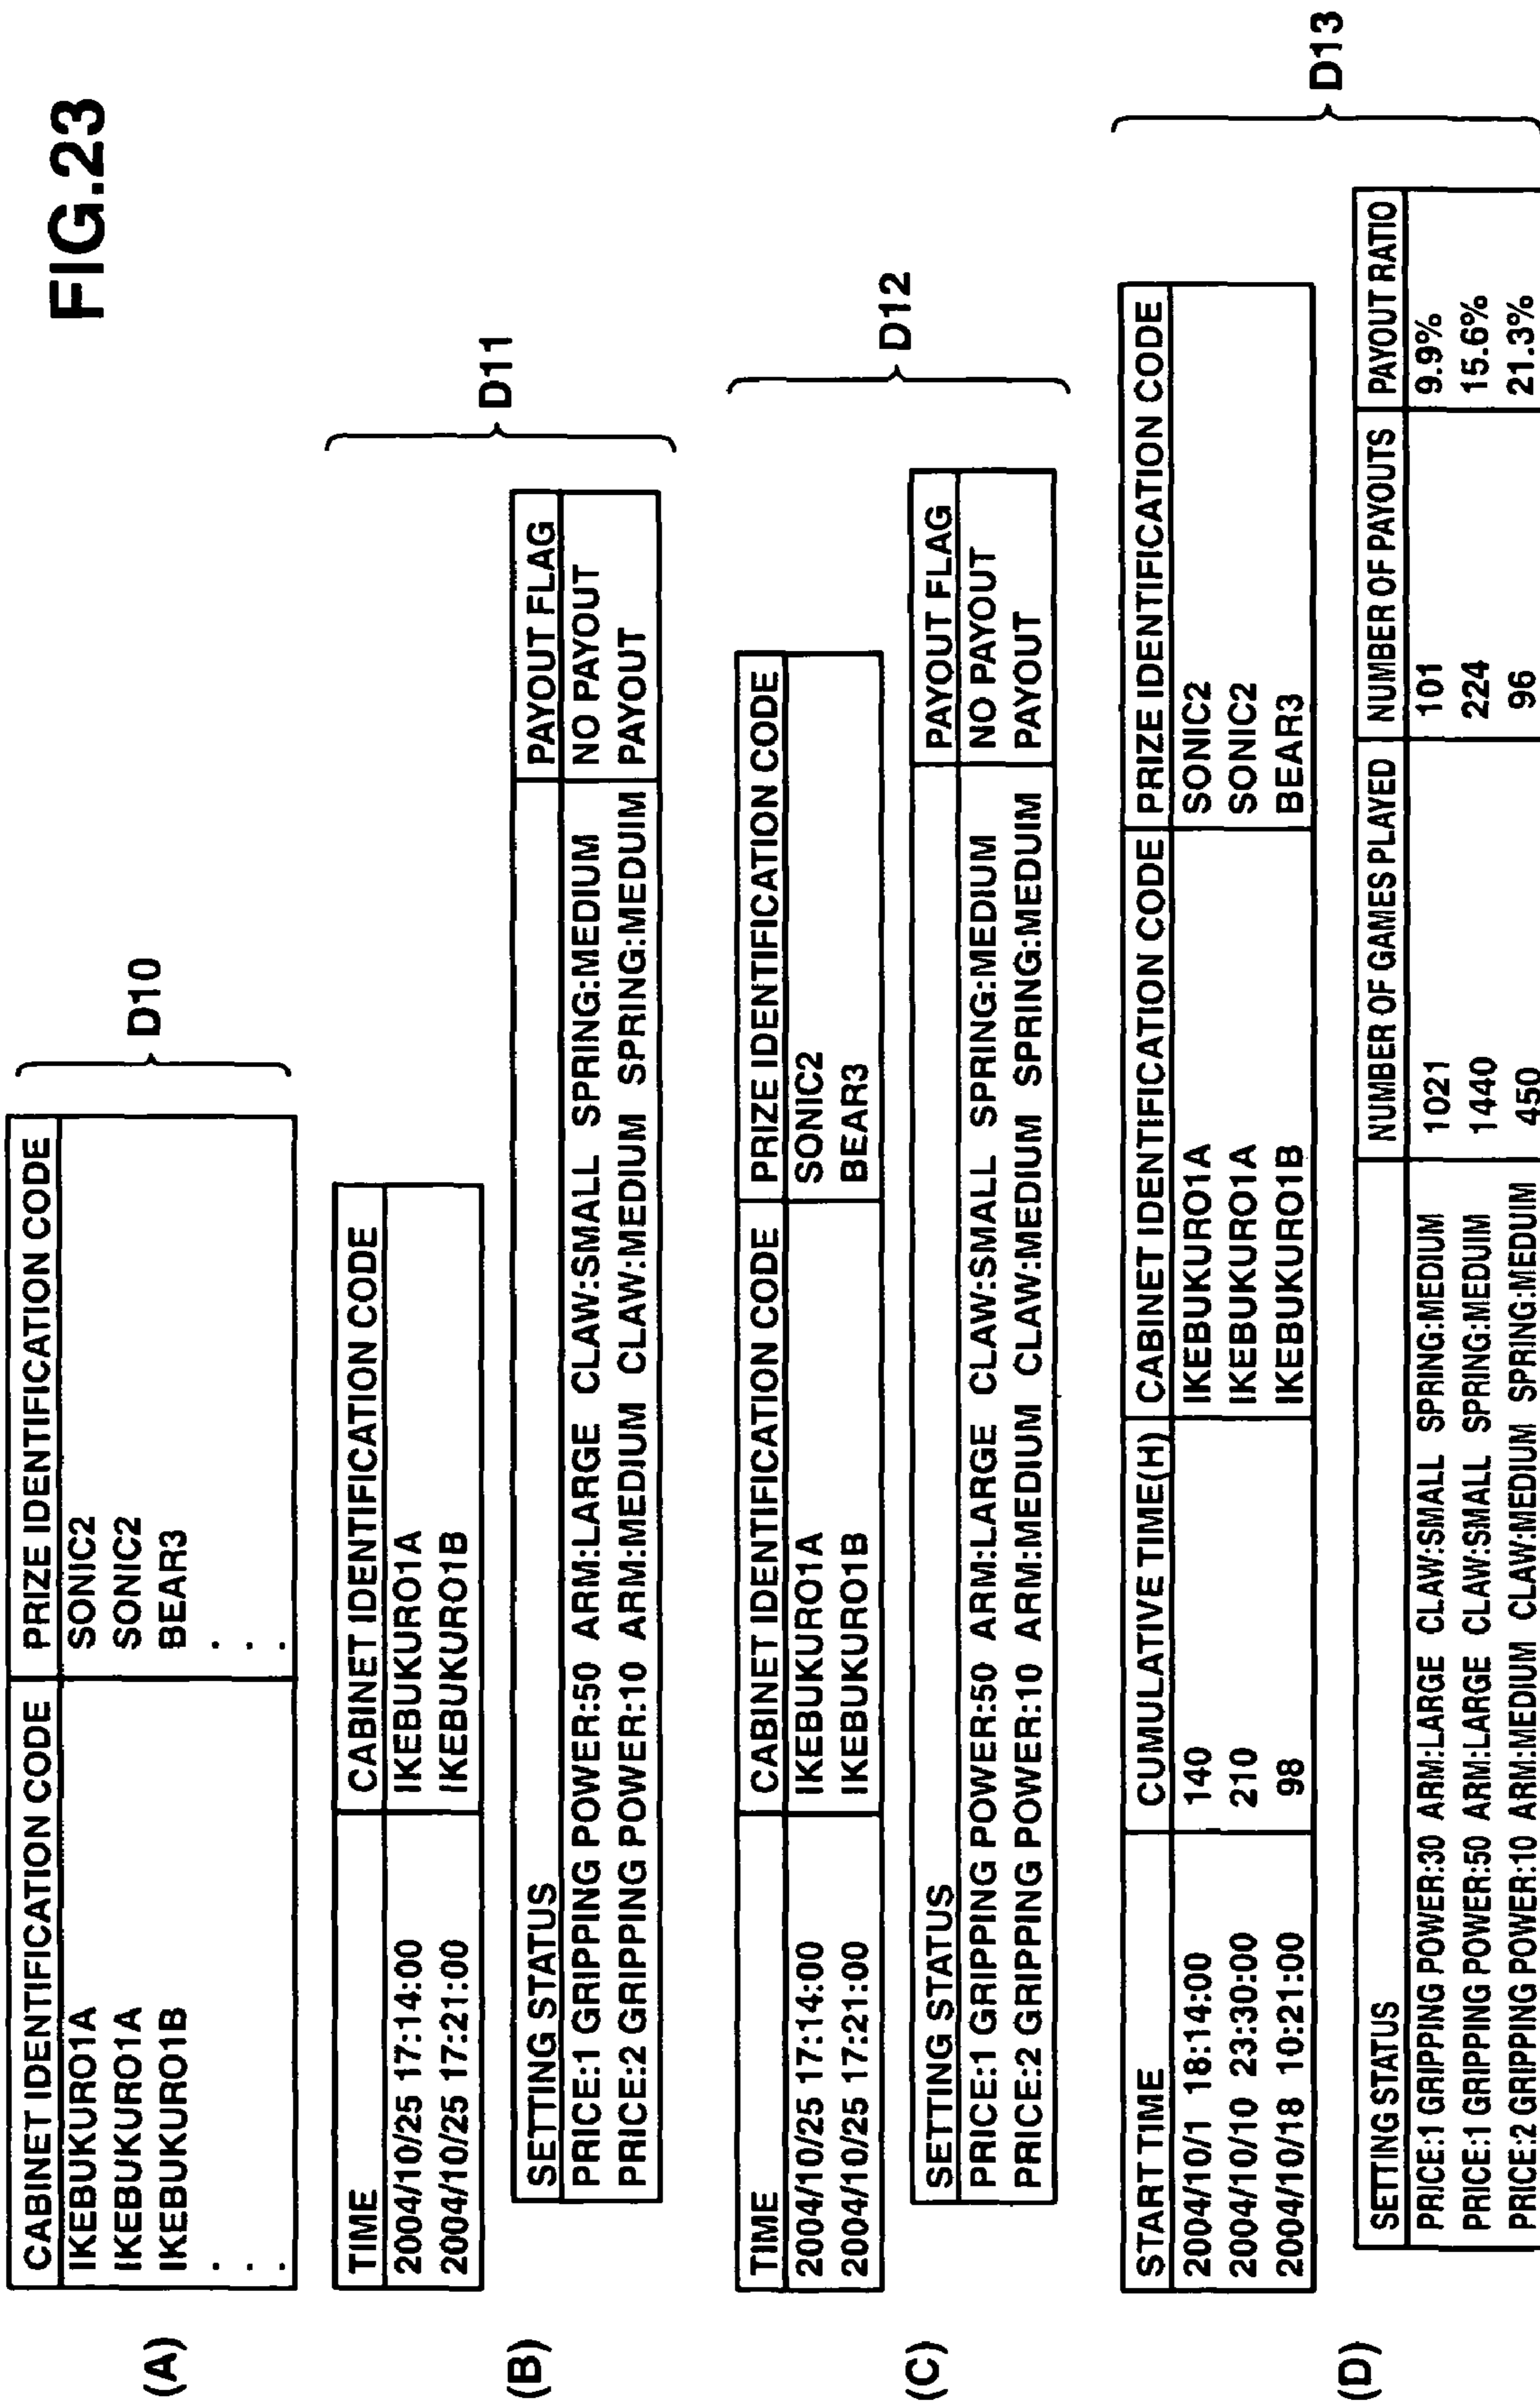 FIG.23
(A)
CABINET IDENTIFICATION CODE PRIZE IDENTIFICATION CODE
IKEBUKURO1A SONIC2
IKEBUKURO1A SONIC2
IKEBUKURO1B BEAR3
. .
. .
. .
D10
(B)
TIME CABINET IDENTIFICATION CODE
2004/10/25 17:14:00 IKEBUKURO1A
2004/10/25 17:21:00 IKEBUKURO1B
SETTING STATUS PAYOUT FLAG
PRICE:1 GRIPPING POWER:50 ARM:LARGE CLAW:SMALL SPRING:MEDIUM NO PAYOUT
PRICE:2 GRIPPING POWER:10 ARM:MEDIUM CLAW:MEDIUM SPRING:MEDUIM PAYOUT
D11
(C)
TIME CABINET IDENTIFICATION CODE PRIZE IDENTIFICATION CODE
2004/10/25 17:14:00 IKEBUKURO1A SONIC2
2004/10/25 17:21:00 IKEBUKURO1B BEAR3
SETTING STATUS PAYOUT FLAG
PRICE:1 GRIPPING POWER:50 ARM:LARGE CLAW:SMALL SPRING:MEDIUM NO PAYOUT
PRICE:2 GRIPPING POWER:10 ARM:MEDIUM CLAW:MEDIUM SPRING:MEDUIM PAYOUT
D12
(D)
START TIME CUMULATIVE TIME(H) CABINET IDENTIFICATION CODE PRIZE IDENTIFICATION CODE
2004/10/1 18:14:00 140 IKEBUKURO1A SONIC2
2004/10/10 23:30:00 210 IKEBUKURO1A SONIC2
2004/10/18 10:21:00 98 IKEBUKURO1B BEAR3
SETTING STATUS NUMBER OF GAMES PLAYED NUMBER OF PAYOUTS PAYOUT RATIO
PRICE:1 GRIPPING POWER:30 ARM:LARGE CLAW:SMALL SPRING:MEDIUM 1021 101 9.9%
PRICE:1 GRIPPING POWER:50 ARM:LARGE CLAW:SMALL SPRING:MEDUIM 1440 224 15.6%
PRICE:2 GRIPPING POWER:10 ARM:MEDIUM CLAW:MEDIUM SPRING:MEDUIM 450 96 21.3%
D13